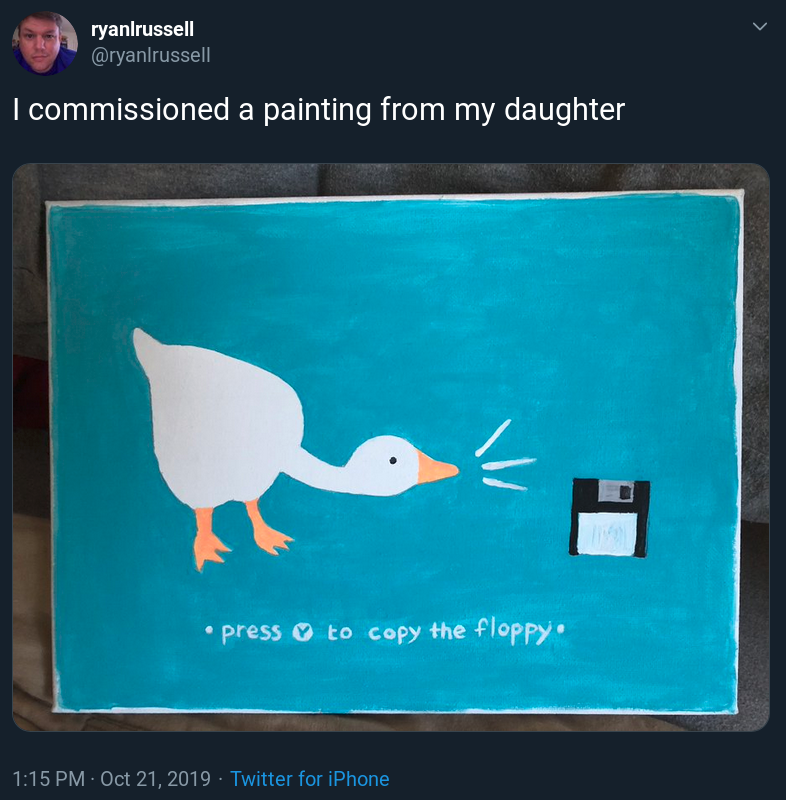 ryanlrussell
@ryanlrussell
I commissioned a painting from my daughter
• press Y to copy the floppy •
1:15 PM · Oct 21, 2019 · Twitter for iPhone